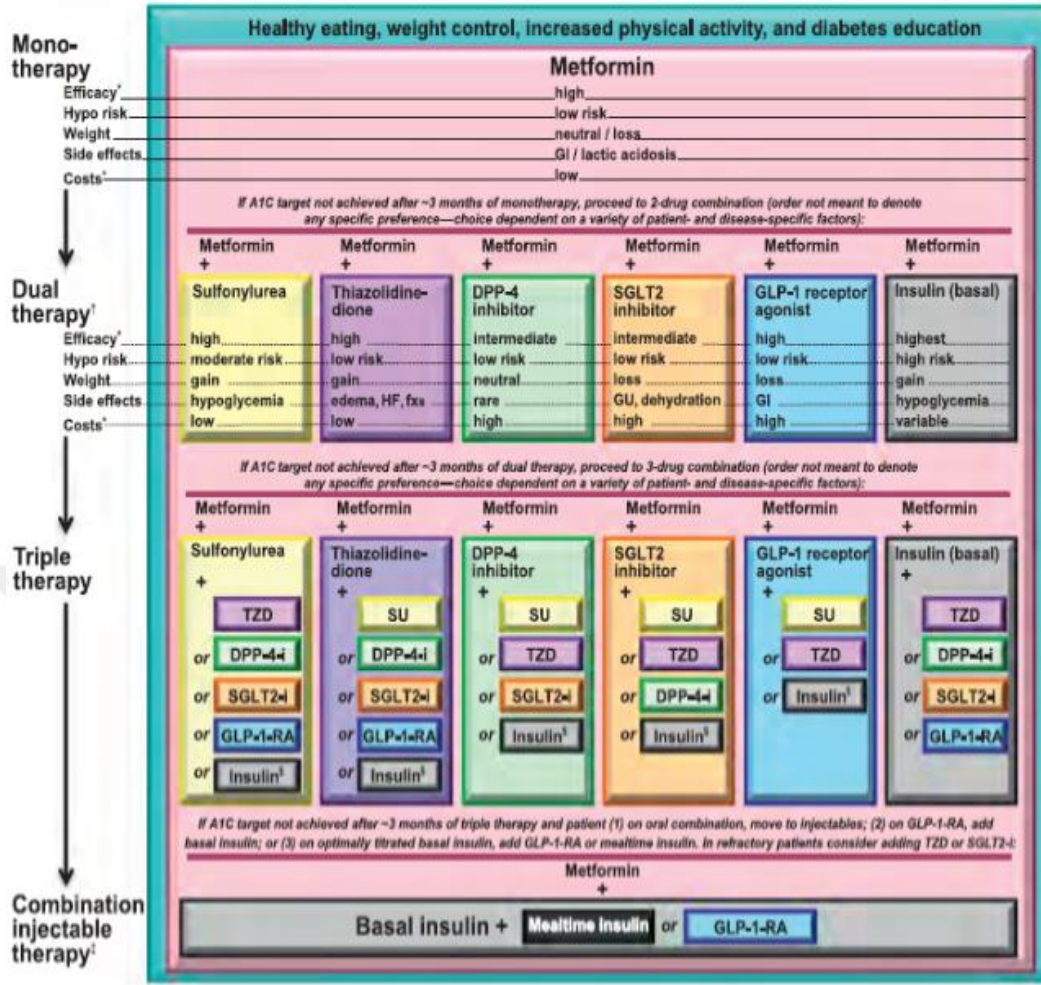 Healthy eating, weight control, increased physical activity, and diabetes education
Mono-
therapy
Metformin
Efficacy* high
Hypo risk low risk
Weight neutral / loss
Side effects GI / lactic acidosis
Costs* low
If A1C target not achieved after ~3 months of monotherapy, proceed to 2-drug combination (order not meant to denote
any specific preference—choice dependent on a variety of patient- and disease-specific factors):
Metformin Metformin Metformin Metformin Metformin Metformin
+ + + + + +
Dual
therapy†
Sulfonylurea
Thiazolidine-
dione
DPP-4
inhibitor
SGLT2
inhibitor
GLP-1 receptor
agonist
Insulin (basal)
Efficacy* high high intermediate intermediate high highest
Hypo risk moderate risk low risk low risk low risk low risk high risk
Weight gain gain neutral loss loss gain
Side effects hypoglycemia edema, HF, fxs rare GU, dehydration GI hypoglycemia
Costs* low low high high high variable
If A1C target not achieved after ~3 months of dual therapy, proceed to 3-drug combination (order not meant to denote
any specific preference—choice dependent on a variety of patient- and disease-specific factors):
Metformin Metformin Metformin Metformin Metformin Metformin
+ + + + + +
Triple
therapy
Sulfonylurea
+
TZD
or DPP-4-i
or SGLT2-i
or GLP-1-RA
or Insulin§
Thiazolidine-
dione
+
SU
or DPP-4-i
or SGLT2-i
or GLP-1-RA
or Insulin§
DPP-4
inhibitor
+
SU
or TZD
or SGLT2-i
or Insulin§
SGLT2
inhibitor
+
SU
or TZD
or DPP-4-i
or Insulin§
GLP-1 receptor
agonist
+
SU
or TZD
or Insulin§
Insulin (basal)
+
TZD
or DPP-4-i
or SGLT2-i
or GLP-1-RA
If A1C target not achieved after ~3 months of triple therapy and patient (1) on oral combination, move to injectables; (2) on GLP-1-RA, add
basal insulin; or (3) on optimally titrated basal insulin, add GLP-1-RA or mealtime insulin. In refractory patients consider adding TZD or SGLT2-i:
Metformin
+
Combination
injectable
therapy‡
Basal insulin + Mealtime Insulin or GLP-1-RA